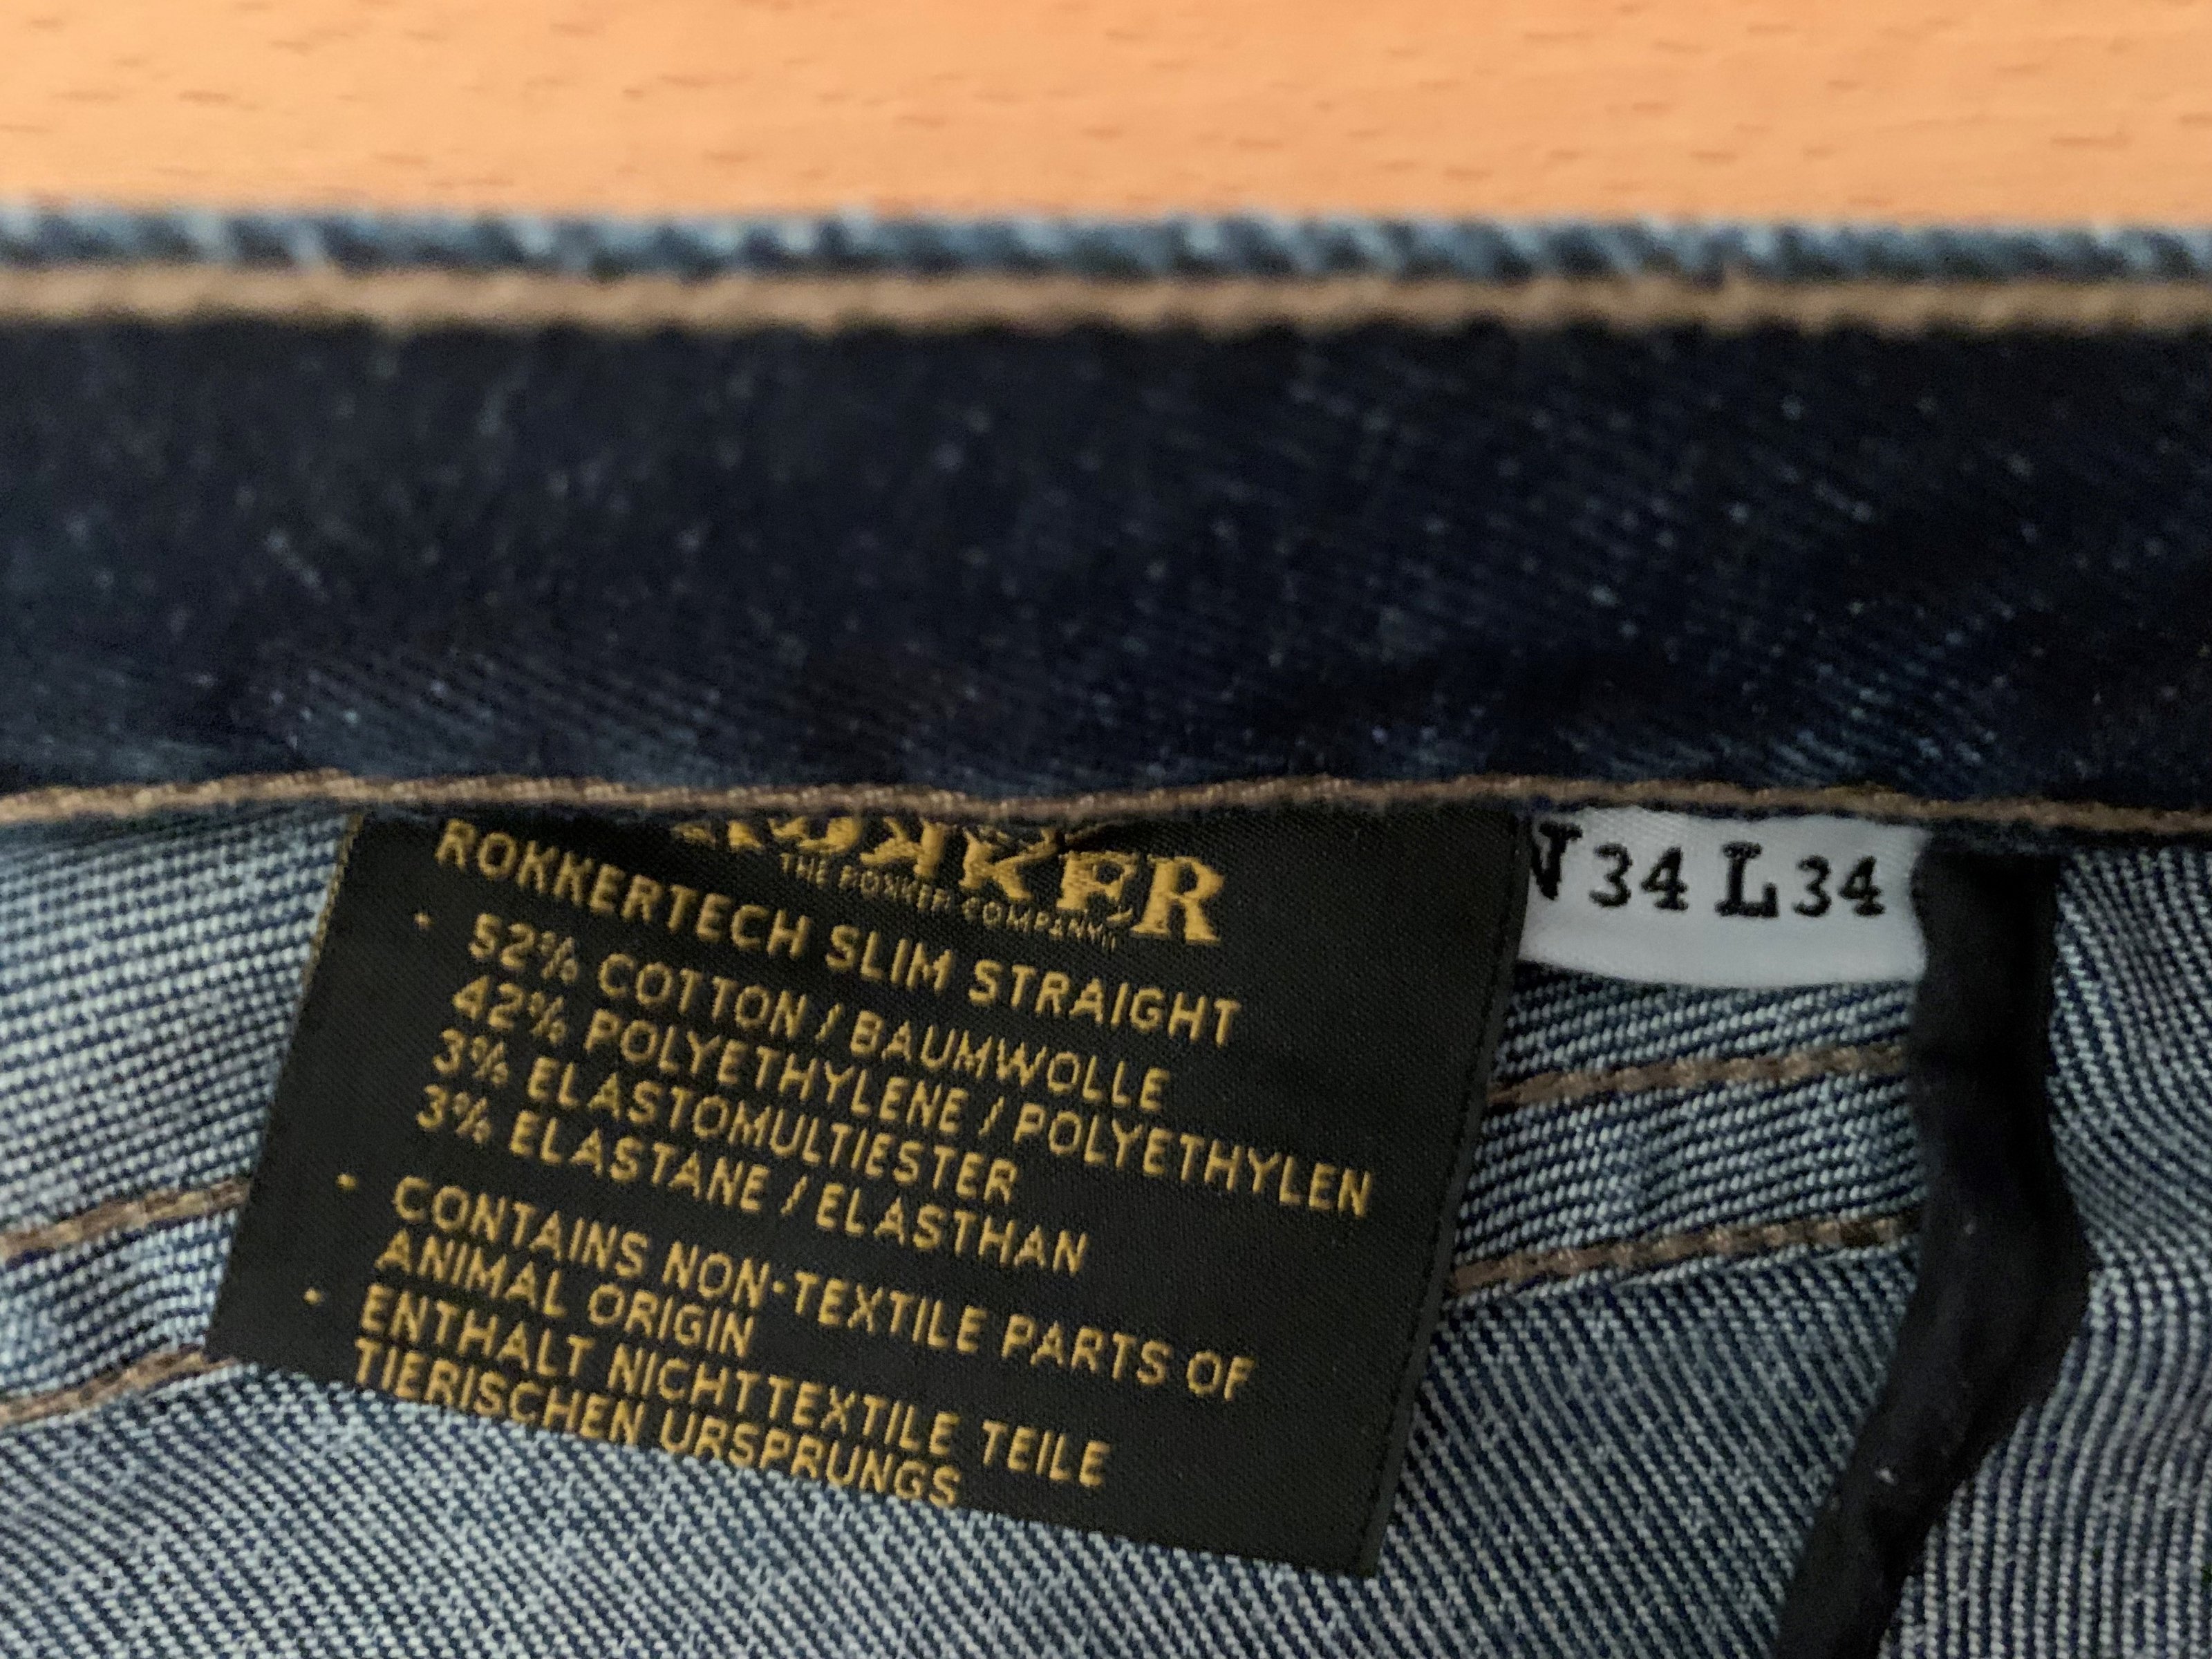 ROKKER
THE ROKKER COMPANY
W34 L34
ROKKERTECH SLIM STRAIGHT
· 52% COTTON / BAUMWOLLE
42% POLYETHYLENE / POLYETHYLEN
3% ELASTOMULTIESTER
3% ELASTANE / ELASTHAN
· CONTAINS NON-TEXTILE PARTS OF
ANIMAL ORIGIN
· ENTHALT NICHTTEXTILE TEILE
TIERISCHEN URSPRUNGS